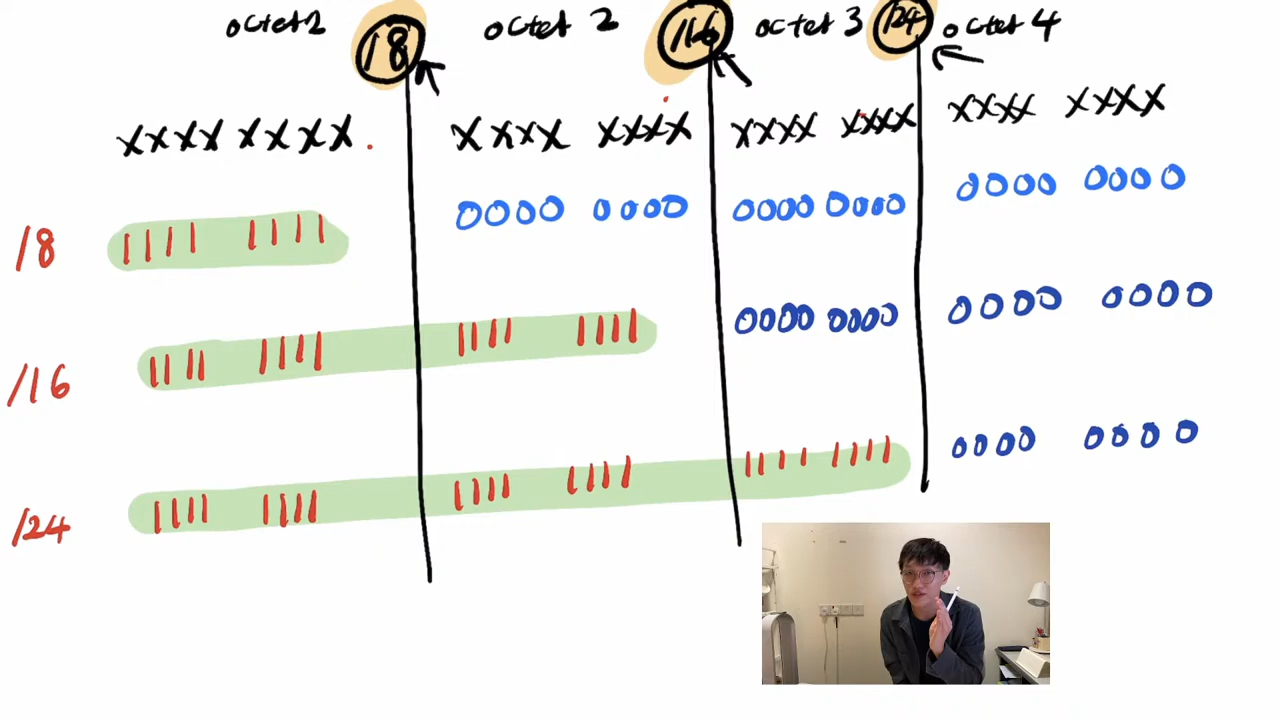 octet1 /8 octet 2 /16 octet 3 /24 octet 4
xxxx xxxx . xxxx xxxx xxxx xxxx xxxx xxxx
/8 1111 1111 0000 0000 0000 0000 0000 0000
/16 1111 1111 1111 1111 0000 0000 0000 0000
/24 1111 1111 1111 1111 1111 1111 0000 0000